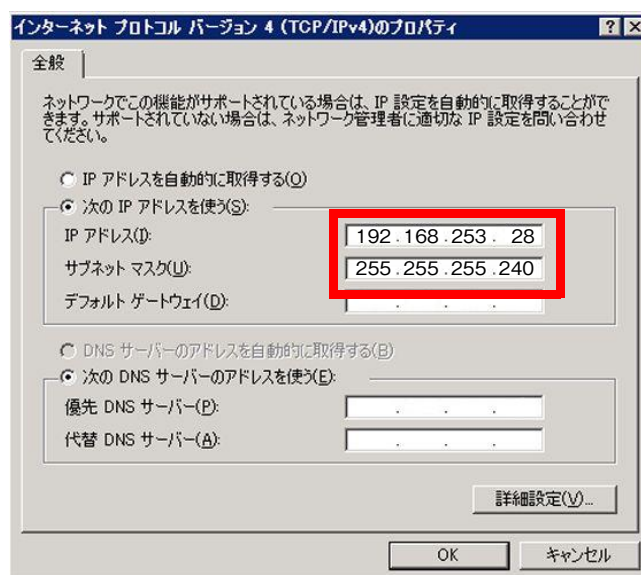 インターネット プロトコル バージョン 4 (TCP/IPv4)のプロパティ
全般
ネットワークでこの機能がサポートされている場合は、IP 設定を自動的に取得することがで
きます。サポートされていない場合は、ネットワーク管理者に適切な IP 設定を問い合わせ
てください。
IP アドレスを自動的に取得する(O)
次の IP アドレスを使う(S):
IP アドレス(I): 192 . 168 . 253 . 28
サブネット マスク(U): 255 . 255 . 255 . 240
デフォルト ゲートウェイ(D): . . .
DNS サーバーのアドレスを自動的に取得する(B)
次の DNS サーバーのアドレスを使う(E):
優先 DNS サーバー(P): . . .
代替 DNS サーバー(A): . . .
詳細設定(V)...
OK キャンセル